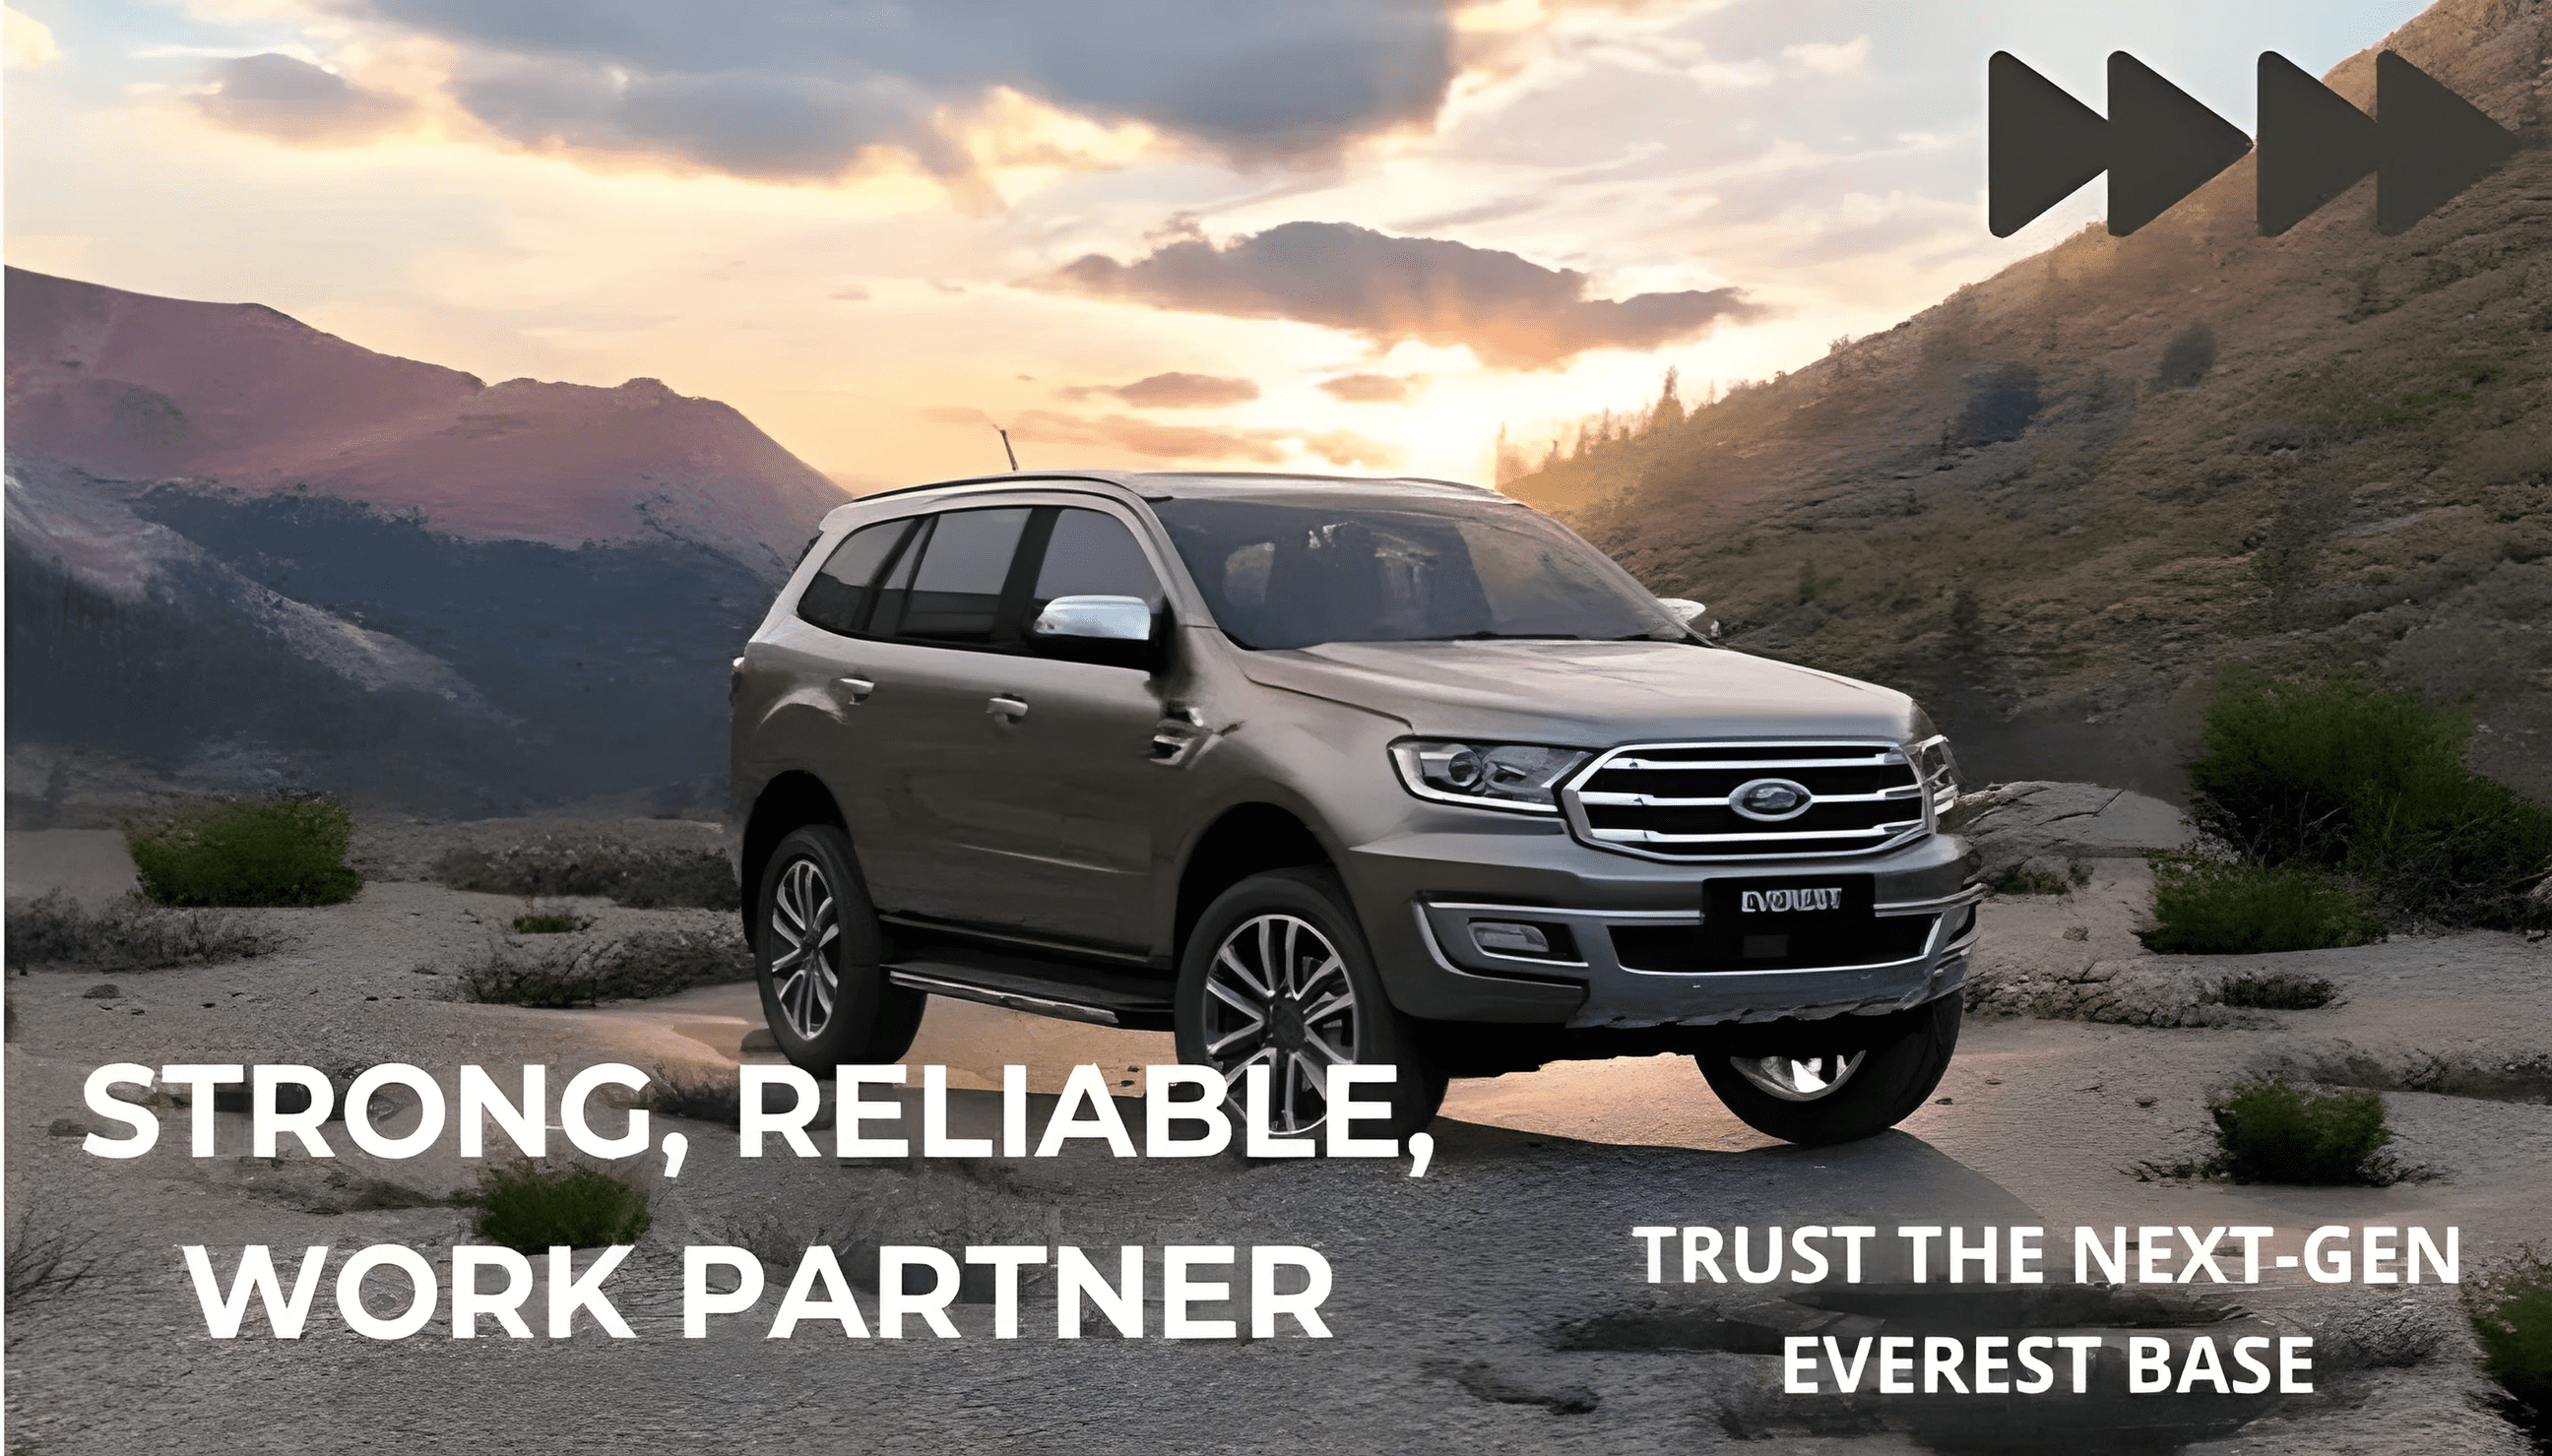 STRONG, RELIABLE,
WORK PARTNER
TRUST THE NEXT-GEN
EVEREST BASE